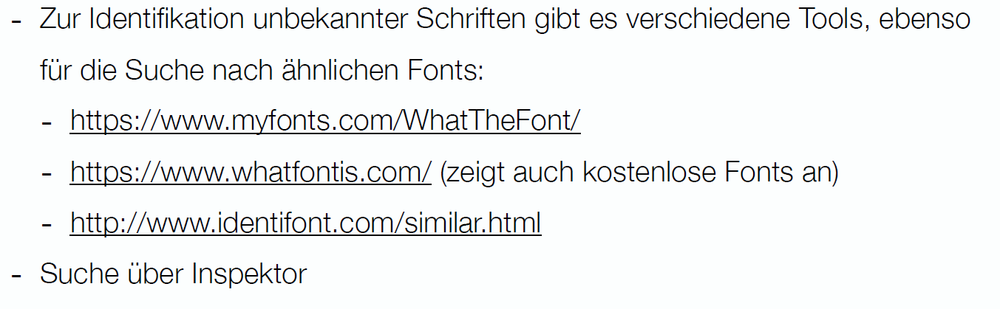 - Zur Identifikation unbekannter Schriften gibt es verschiedene Tools, ebenso
für die Suche nach ähnlichen Fonts:
- https://www.myfonts.com/WhatTheFont/
- https://www.whatfontis.com/ (zeigt auch kostenlose Fonts an)
- http://www.identifont.com/similar.html
- Suche über Inspektor